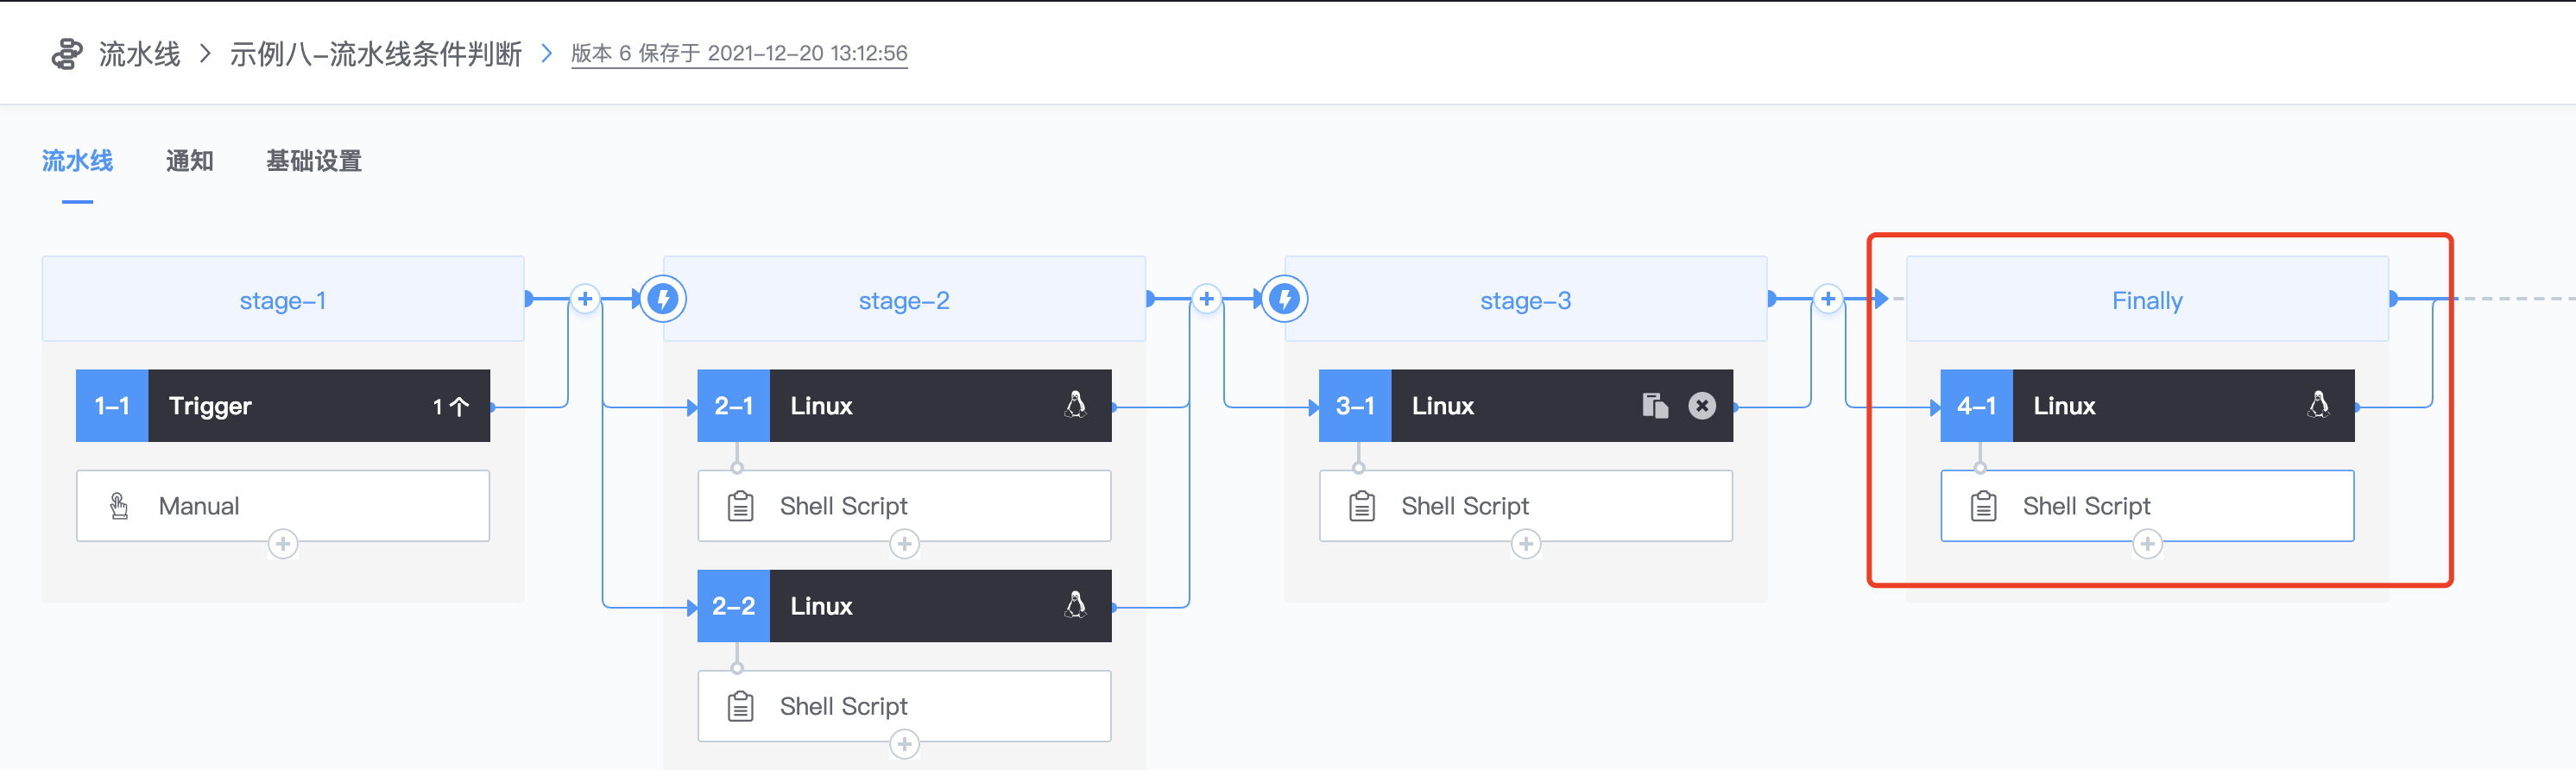 流水线 > 示例八-流水线条件判断 > 版本 6 保存于 2021-12-20 13:12:56
流水线 通知 基础设置
stage-1
1-1 Trigger 1 个
Manual
stage-2
2-1 Linux
Shell Script
2-2 Linux
Shell Script
stage-3
3-1 Linux
Shell Script
Finally
4-1 Linux
Shell Script